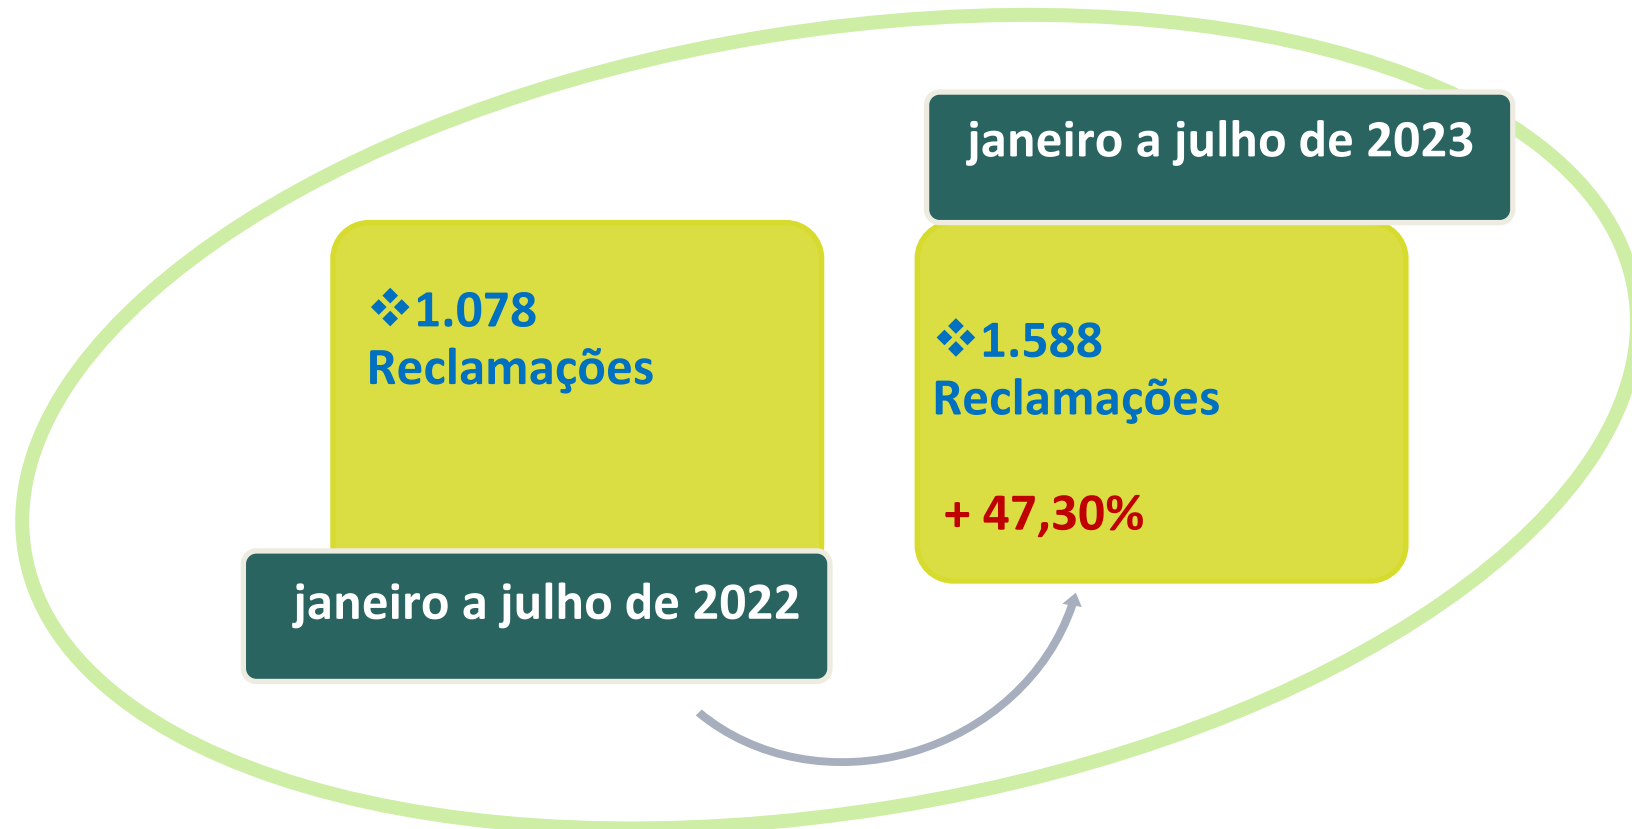 ❖1.078
Reclamações
janeiro a julho de 2022
janeiro a julho de 2023
❖1.588
Reclamações
+ 47,30%